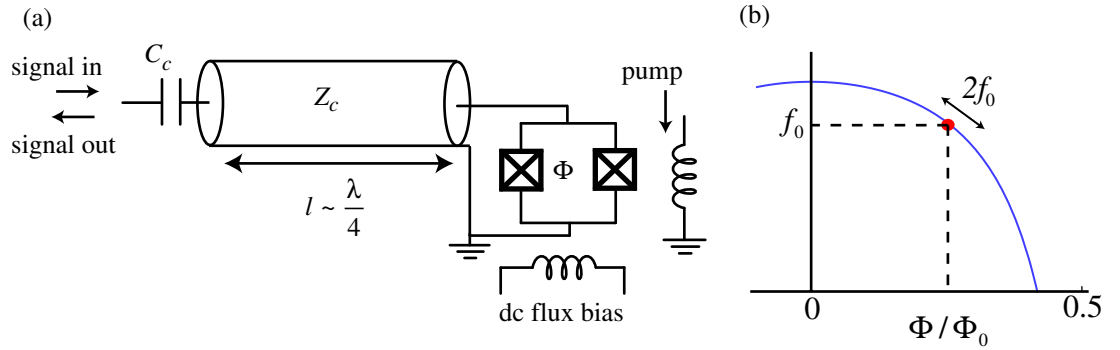 (a)
signal in
signal out
C_c
Z_c
l ~ λ/4
Φ
pump
dc flux bias
(b)
f_0
2f_0
0
0.5
Φ / Φ_0